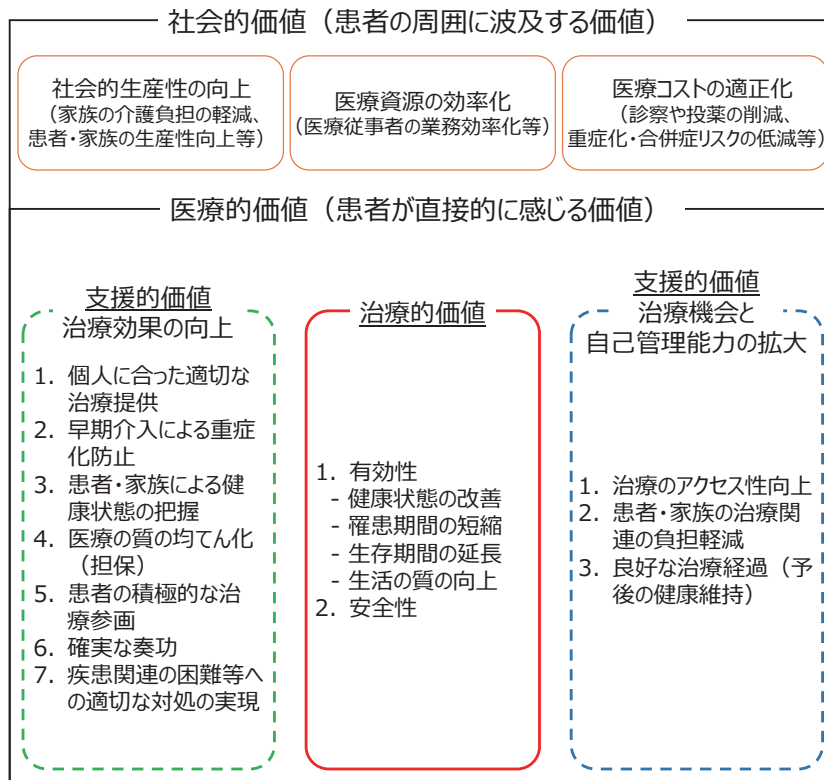 社会的価値（患者の周囲に波及する価値）
社会的生産性の向上
（家族の介護負担の軽減、
患者・家族の生産性向上等）
医療資源の効率化
（医療従事者の業務効率化等）
医療コストの適正化
（診察や投薬の削減、
重症化・合併症リスクの低減等）
医療的価値（患者が直接的に感じる価値）
支援的価値
治療効果の向上
1. 個人に合った適切な
治療提供
2. 早期介入による重症
化防止
3. 患者・家族による健
康状態の把握
4. 医療の質の均てん化
（担保）
5. 患者の積極的な治
療参画
6. 確実な奏功
7. 疾患関連の困難等へ
の適切な対処の実現
治療的価値
1. 有効性
- 健康状態の改善
- 罹患期間の短縮
- 生存期間の延長
- 生活の質の向上
2. 安全性
支援的価値
治療機会と
自己管理能力の拡大
1. 治療のアクセス性向上
2. 患者・家族の治療関
連の負担軽減
3. 良好な治療経過（予
後の健康維持）